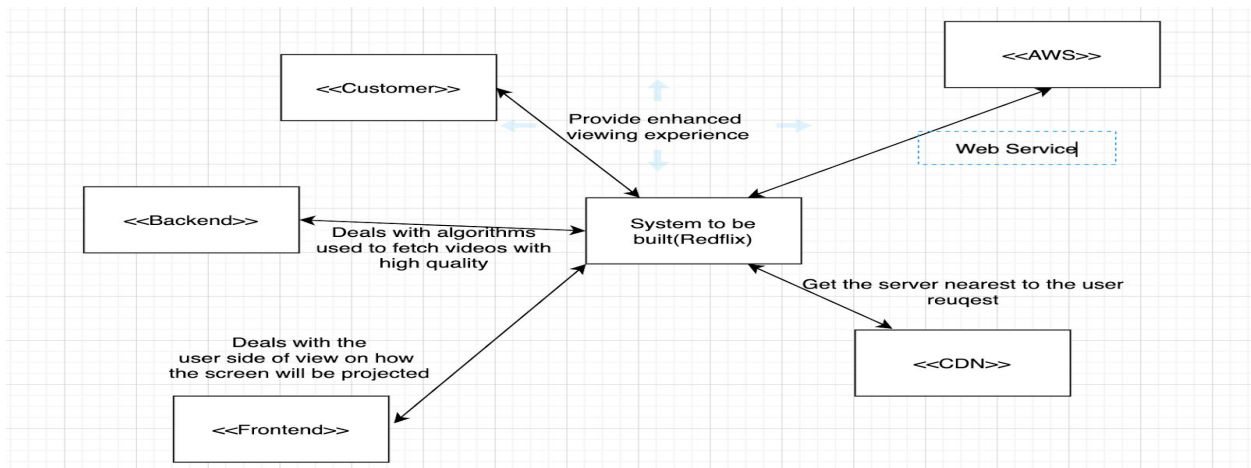 <<AWS>>
<<Customer>>
Provide enhanced
viewing experience
Web Service
<<Backend>>
Deals with algorithms
used to fetch videos with
high quality
System to be
built(Redflix)
Get the server nearest to the user
reuqest
Deals with the
user side of view on how
the screen will be projected
<<CDN>>
<<Frontend>>